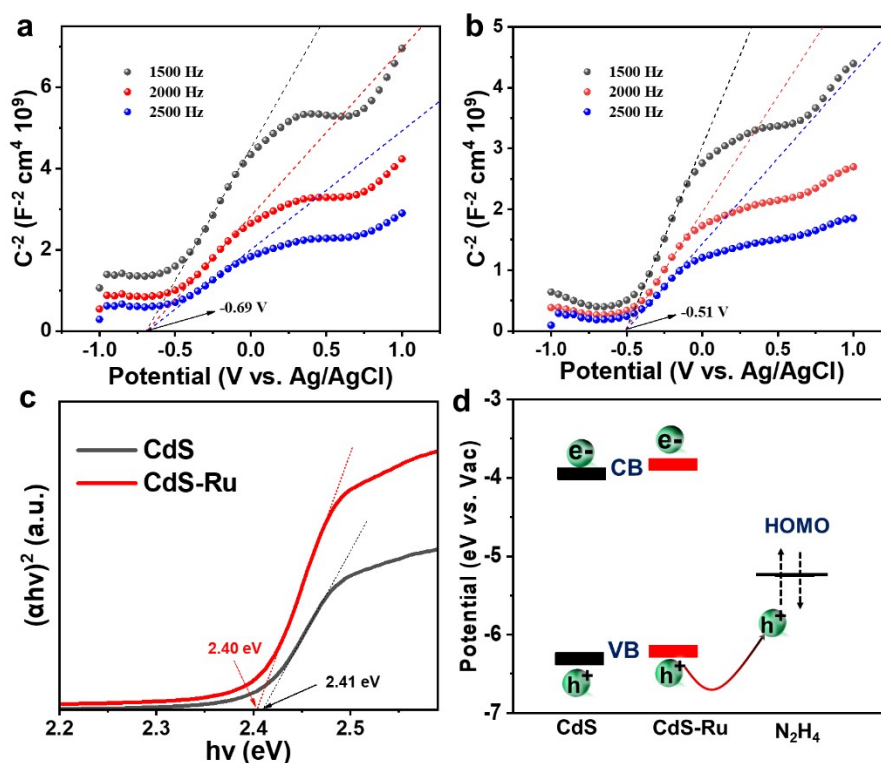 a
1500 Hz
2000 Hz
2500 Hz
C⁻² (F⁻² cm⁴ 10⁹)
6
4
2
0
-0.69 V
-1.0 -0.5 0.0 0.5 1.0
Potential (V vs. Ag/AgCl)
b
1500 Hz
2000 Hz
2500 Hz
C⁻² (F⁻² cm⁴ 10⁹)
5
4
3
2
1
0
-0.51 V
-1.0 -0.5 0.0 0.5 1.0
Potential (V vs. Ag/AgCl)
c
CdS
CdS-Ru
(αhν)² (a.u.)
2.40 eV
2.41 eV
2.2 2.3 2.4 2.5
hν (eV)
d
Potential (eV vs. Vac)
-3
-4
-5
-6
-7
e-
e-
CB
HOMO
h⁺
VB
h⁺
h⁺
CdS CdS-Ru N₂H₄